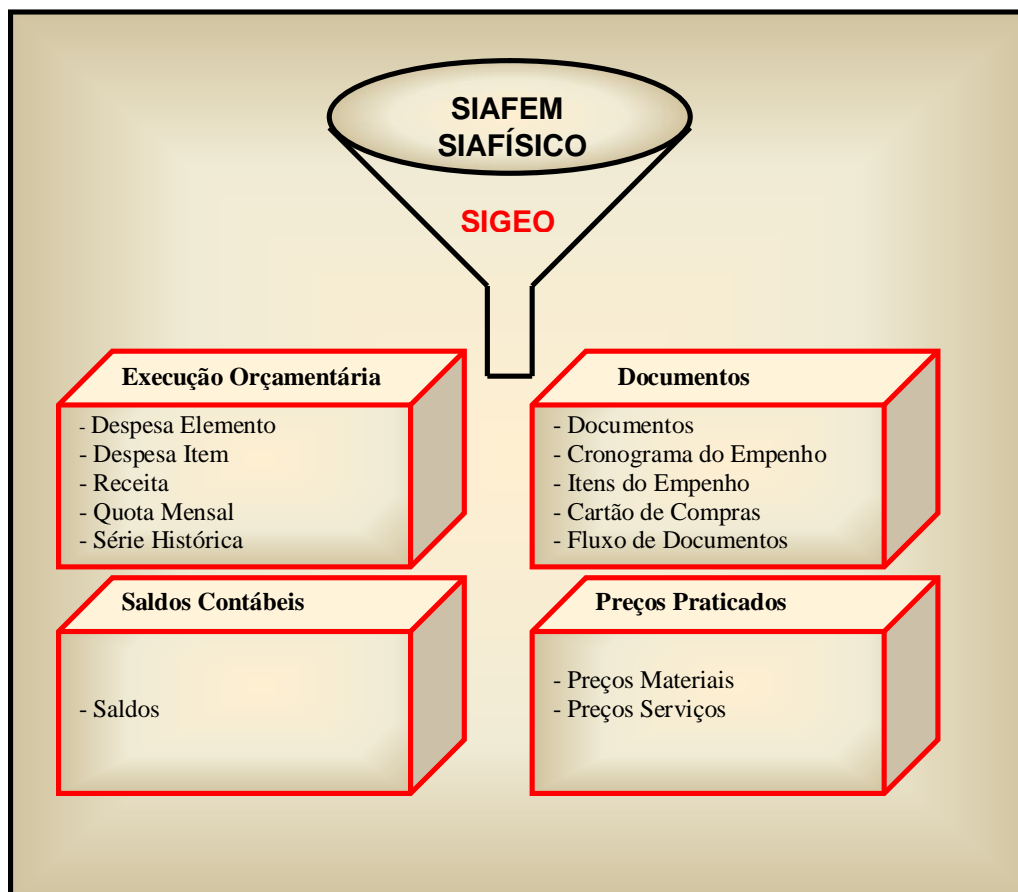 SIAFEM
SIAFÍSICO
SIGEO
Execução Orçamentária
- Despesa Elemento
- Despesa Item
- Receita
- Quota Mensal
- Série Histórica
Documentos
- Documentos
- Cronograma do Empenho
- Itens do Empenho
- Cartão de Compras
- Fluxo de Documentos
Saldos Contábeis
- Saldos
Preços Praticados
- Preços Materiais
- Preços Serviços